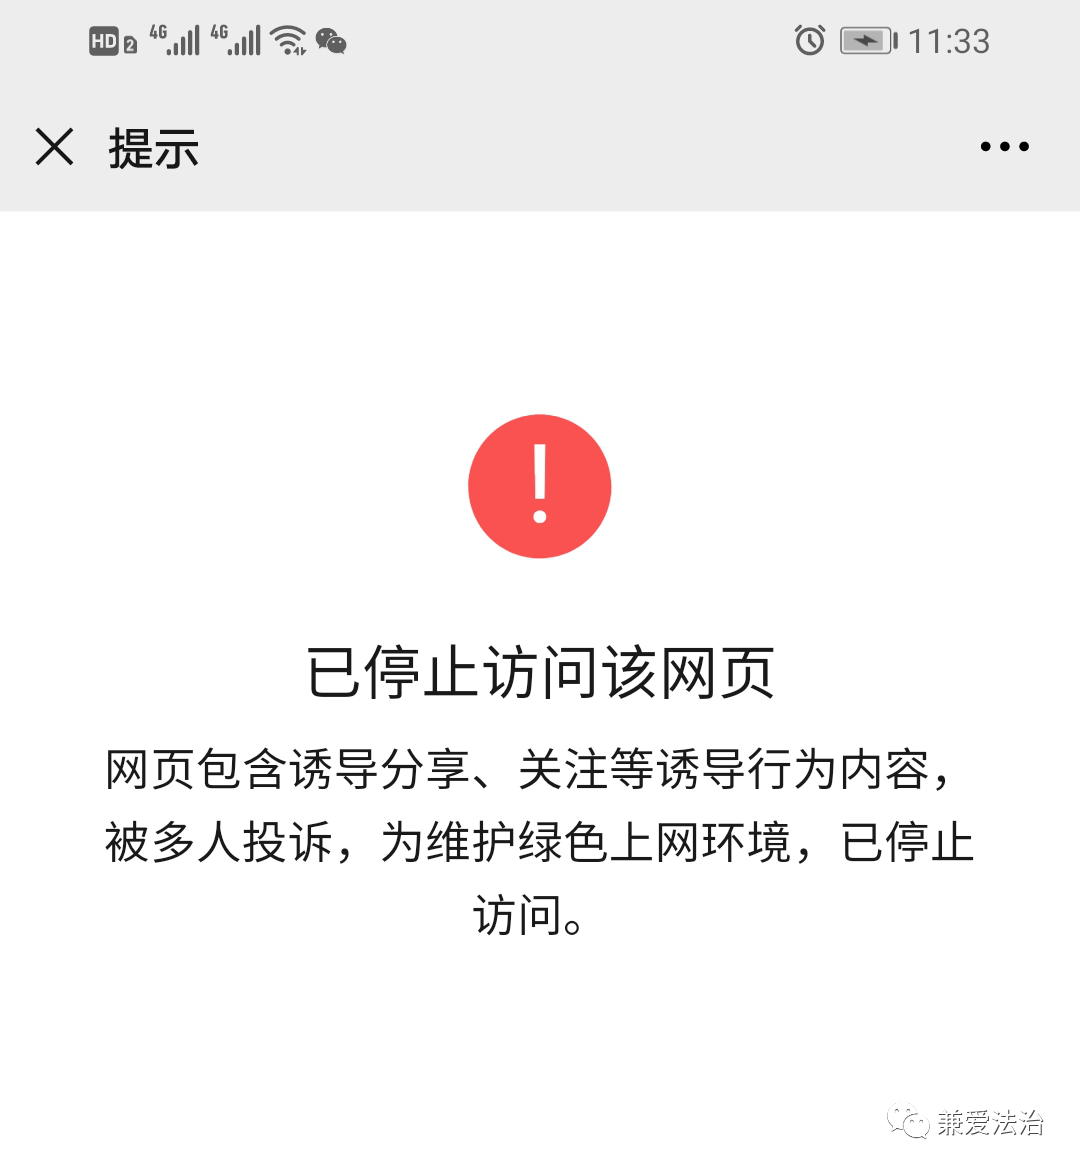 HD 2 4G 4G 11:33
提示
已停止访问该网页
网页包含诱导分享、关注等诱导行为内容，
被多人投诉，为维护绿色上网环境，已停止
访问。
兼爱法治